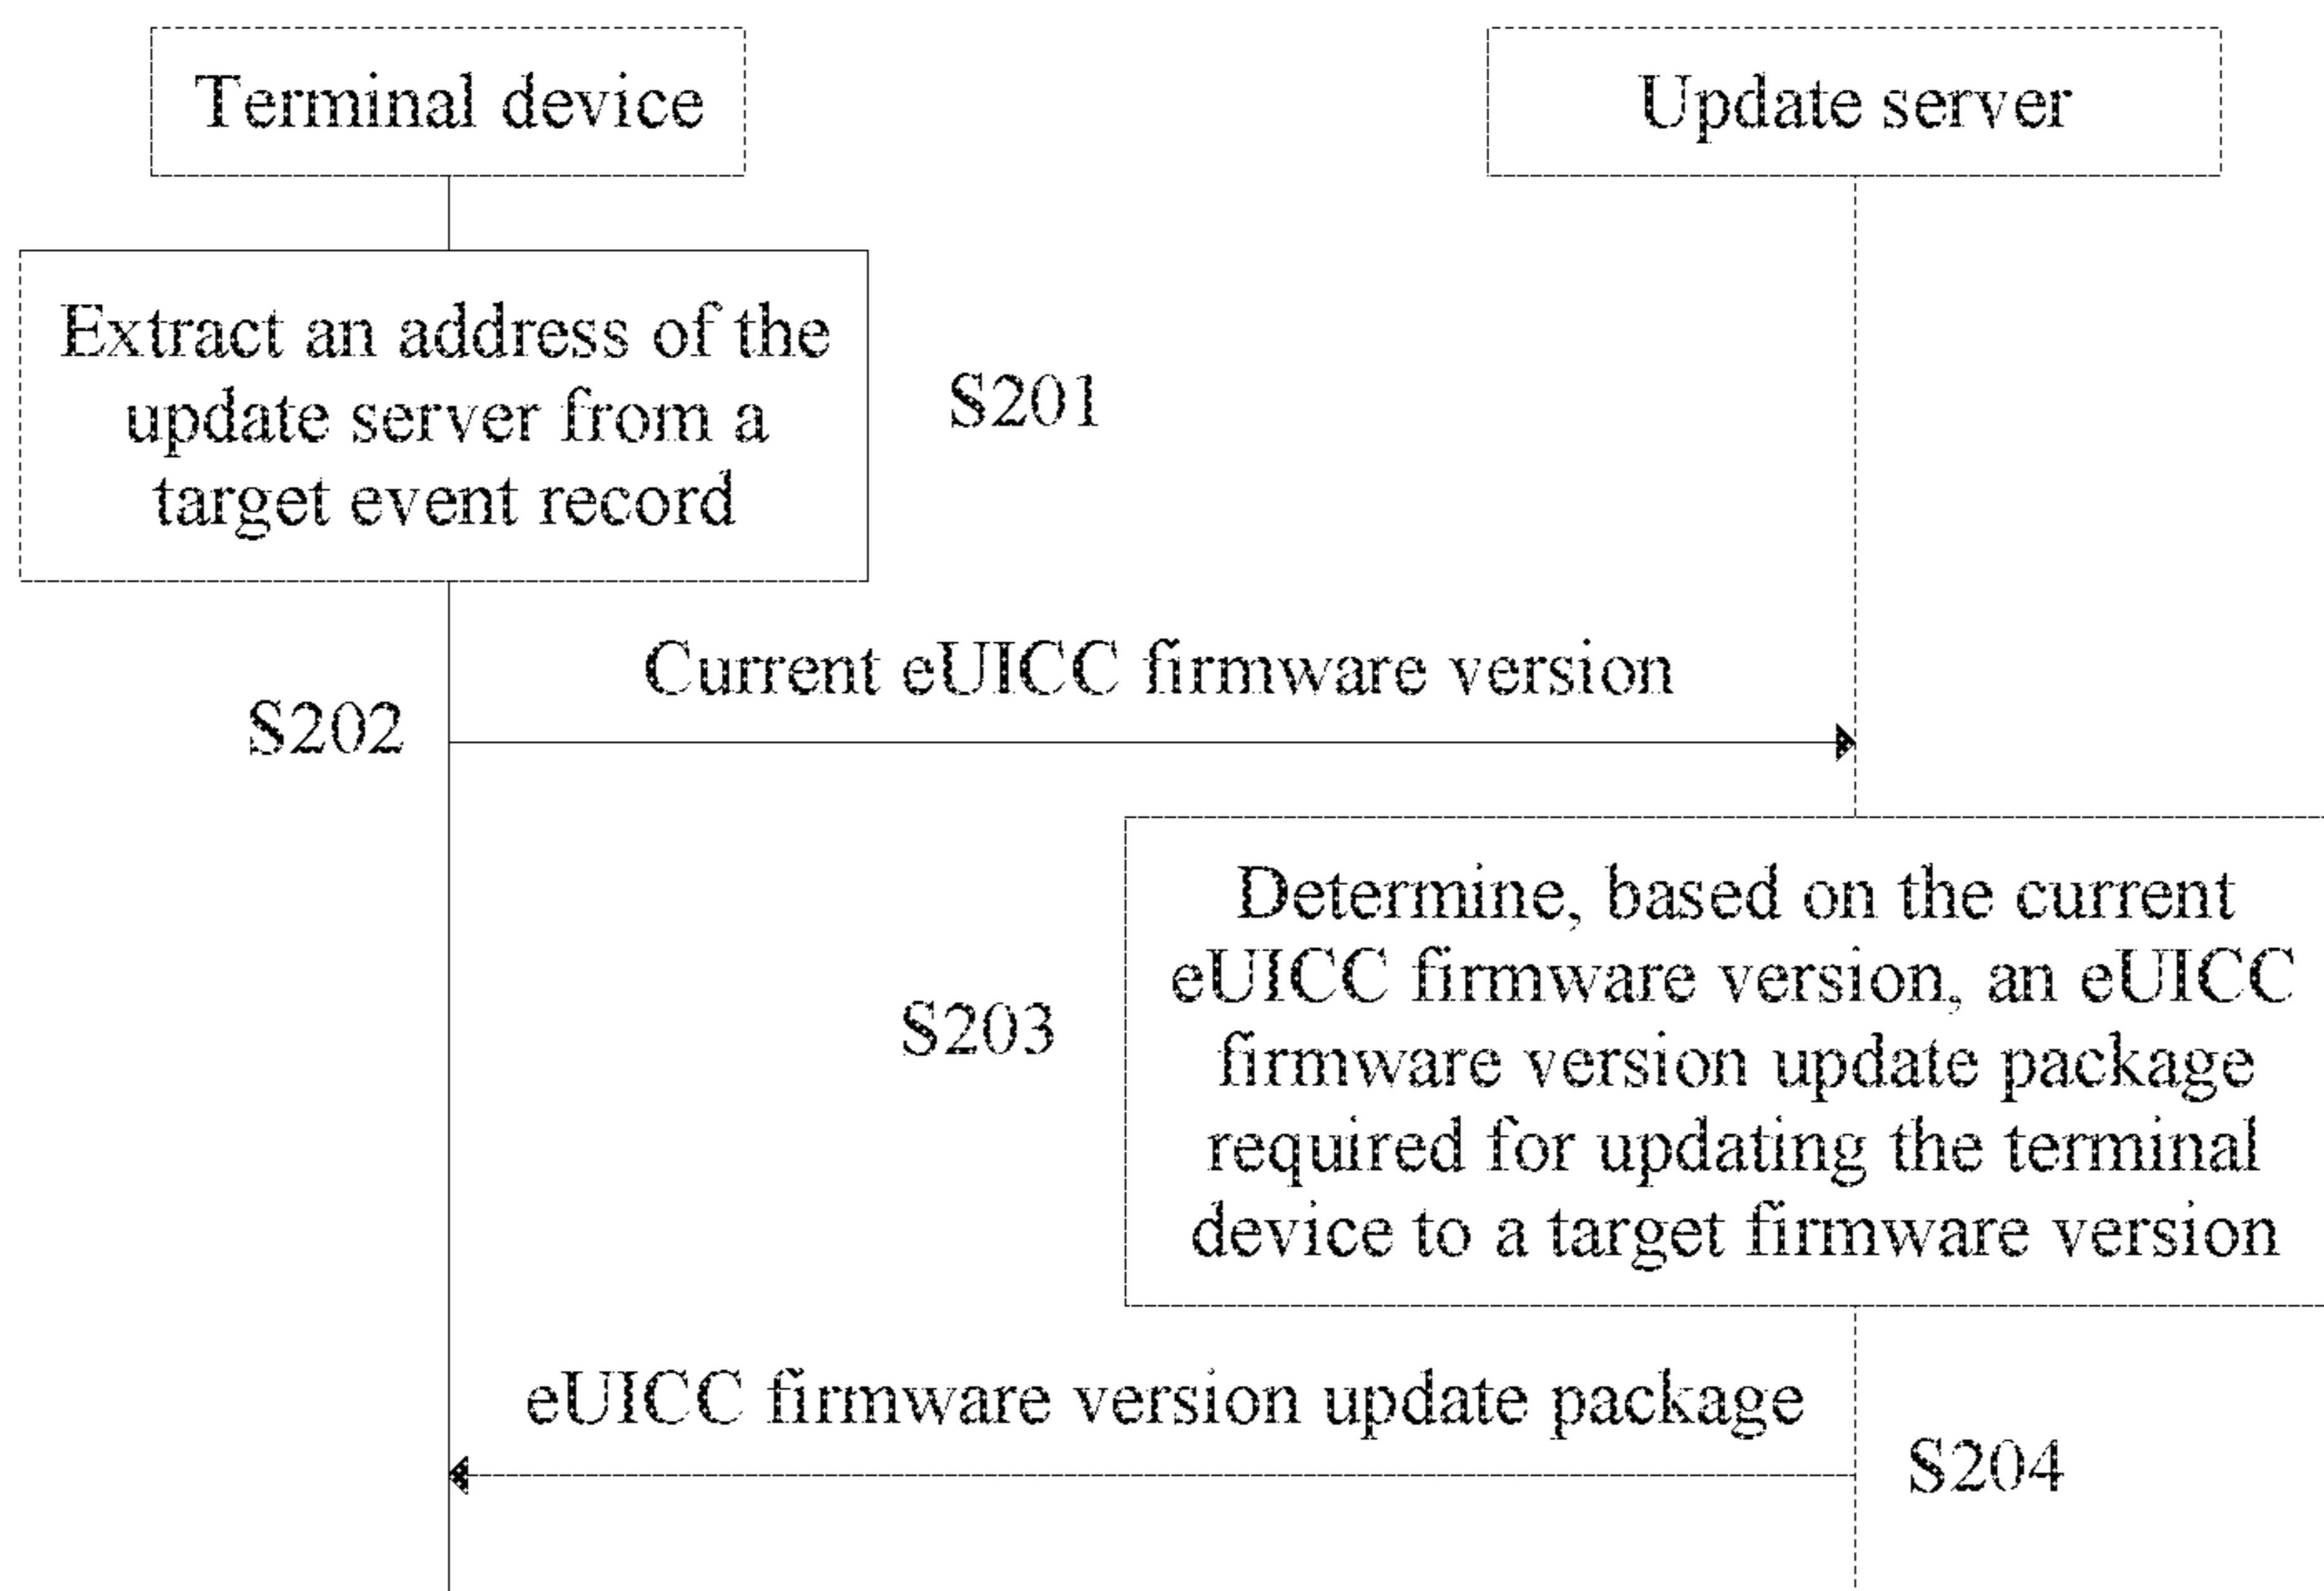 Terminal device
Update server
Extract an address of the
update server from a
target event record
S201
Current eUICC firmware version
S202
Determine, based on the current
eUICC firmware version, an eUICC
firmware version update package
required for updating the terminal
device to a target firmware version
S203
eUICC firmware version update package
S204